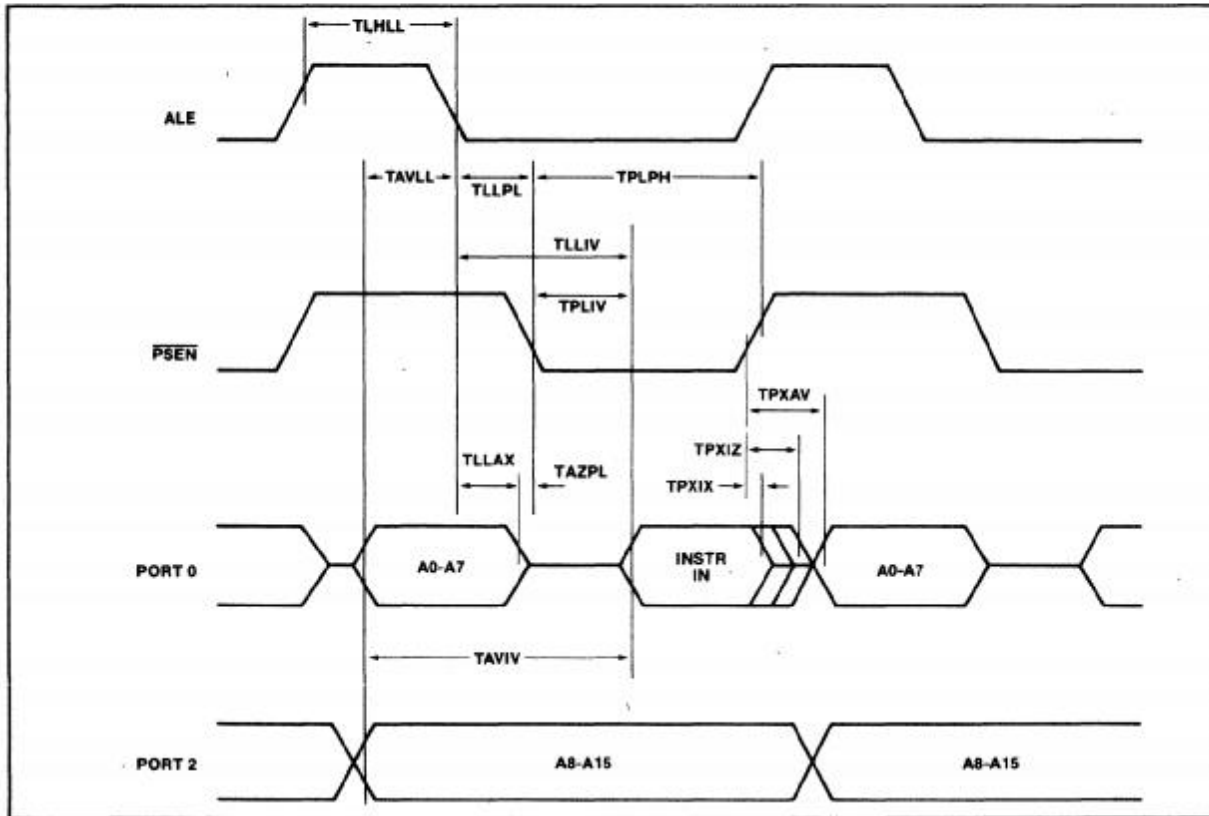 TLHLL
ALE
TAVLL
TLLPL
TPLPH
TLLIV
TPLIV
PSEN
TPXAV
TPXIZ
TLLAX
TAZPL
TPXIX
PORT 0
A0-A7
INSTR
IN
A0-A7
TAVIV
PORT 2
A8-A15
A8-A15